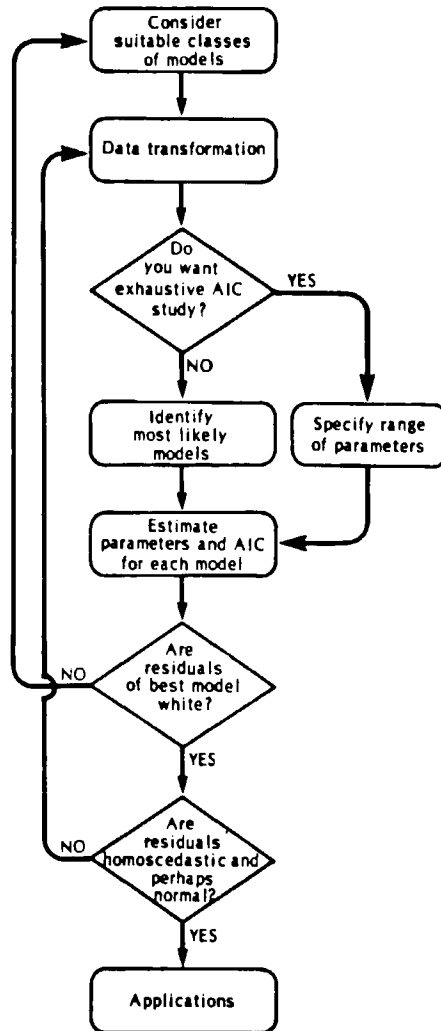 Consider
suitable classes
of models
Data transformation
Do
you want
exhaustive AIC
study?
YES
NO
Identify
most likely
models
Specify range
of parameters
Estimate
parameters and AIC
for each model
Are
residuals
of best model
white?
NO
YES
Are
residuals
homoscedastic and
perhaps
normal?
NO
YES
Applications